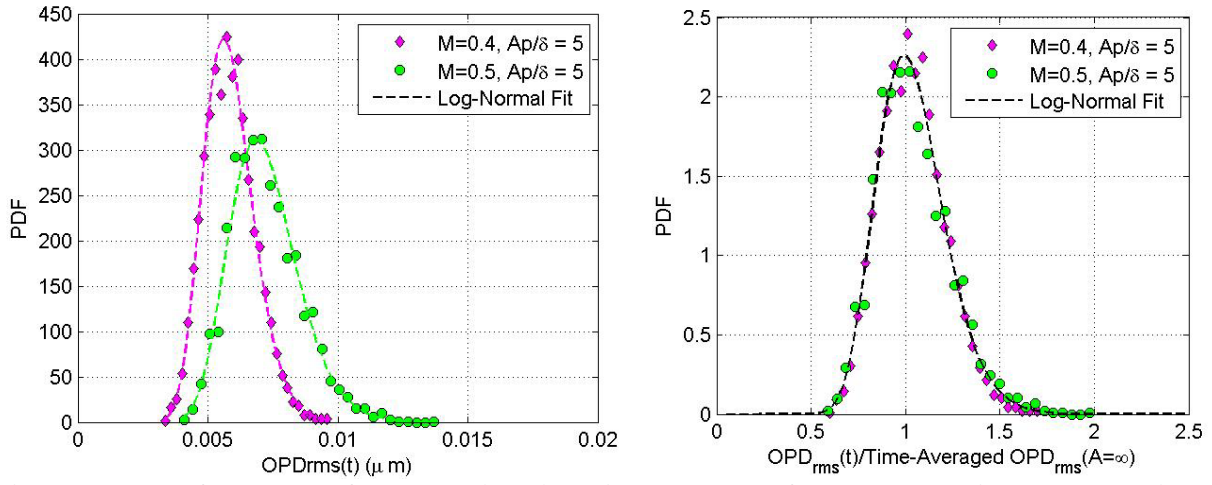 450
400
350
300
250
200
150
100
50
0
PDF
M=0.4, Ap/δ = 5
M=0.5, Ap/δ = 5
Log-Normal Fit
0 0.005 0.01 0.015 0.02
OPDrms(t) (μ m)
2.5
2
1.5
1
0.5
0
PDF
M=0.4, Ap/δ = 5
M=0.5, Ap/δ = 5
Log-Normal Fit
0 0.5 1 1.5 2 2.5
OPD_rms(t)/Time-Averaged OPD_rms(A=∞)